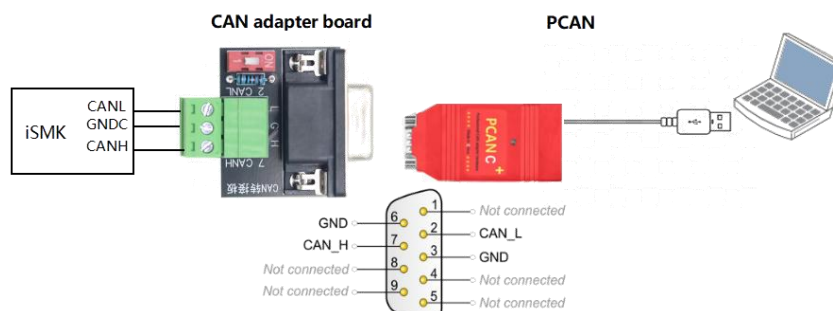 CAN adapter board
PCAN
iSMK
CANL
GNDC
CANH
ON
1
2 CANL
L
G
H
7 CANH
CAN转接板
PCAN C+
GND
CAN_H
Not connected
Not connected
6
7
8
9
1
2
3
4
5
Not connected
CAN_L
GND
Not connected
Not connected